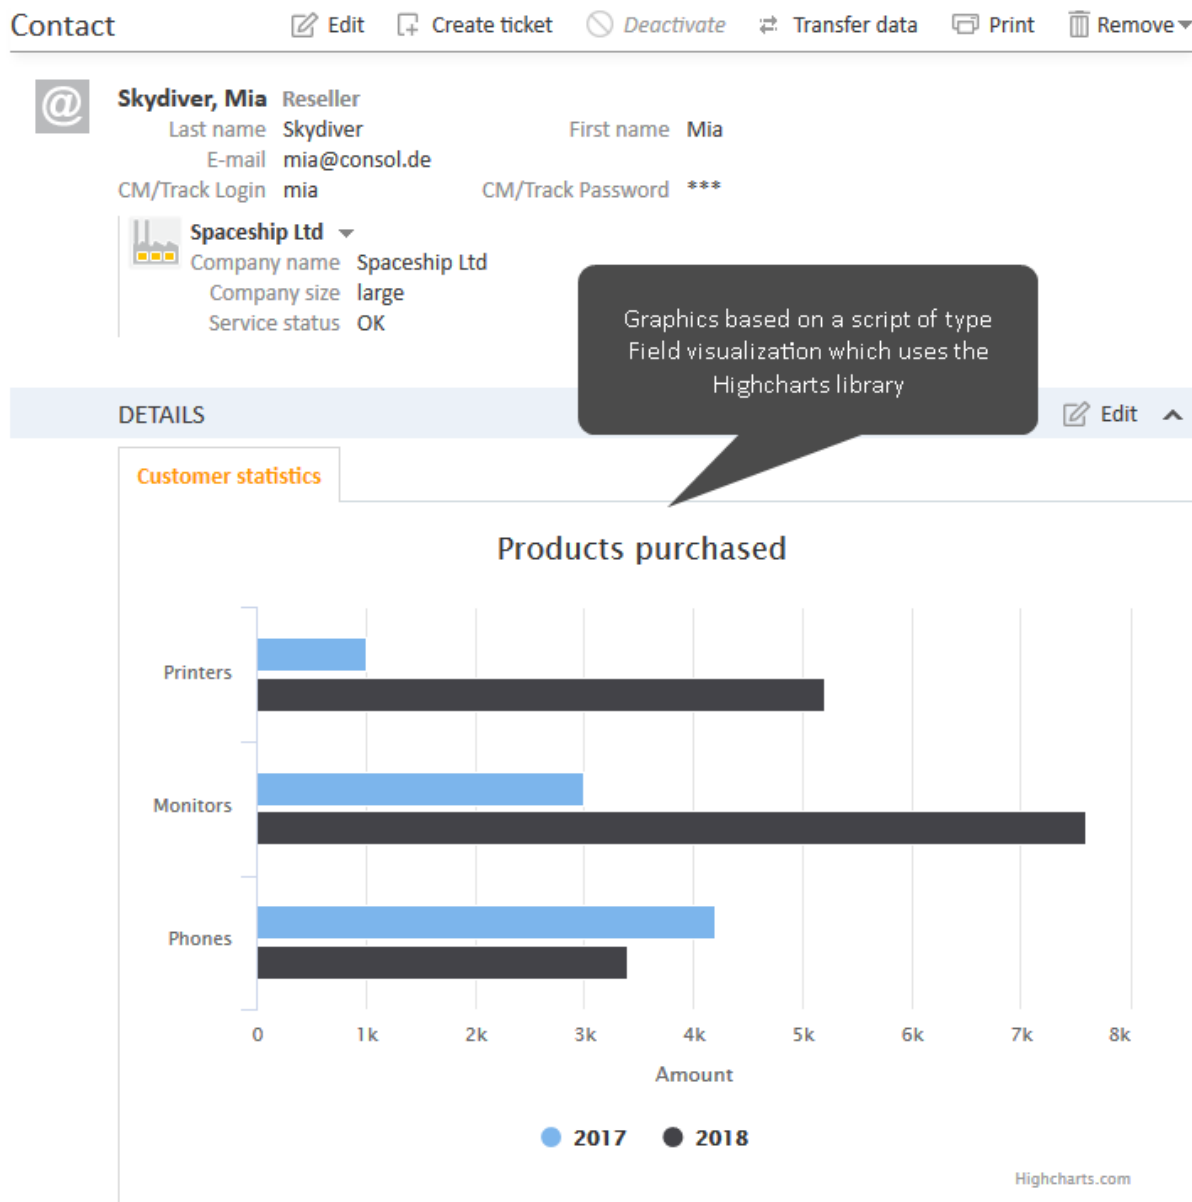 Contact Edit Create ticket Deactivate Transfer data Print Remove
@
Skydiver, Mia Reseller
Last name Skydiver First name Mia
E-mail mia@consol.de
CM/Track Login mia CM/Track Password ***
Spaceship Ltd
Company name Spaceship Ltd
Company size large
Service status OK
Graphics based on a script of type
Field visualization which uses the
Highcharts library
DETAILS Edit
Customer statistics
Products purchased
Printers
Monitors
Phones
0 1k 2k 3k 4k 5k 6k 7k 8k
Amount
2017 2018
Highcharts.com